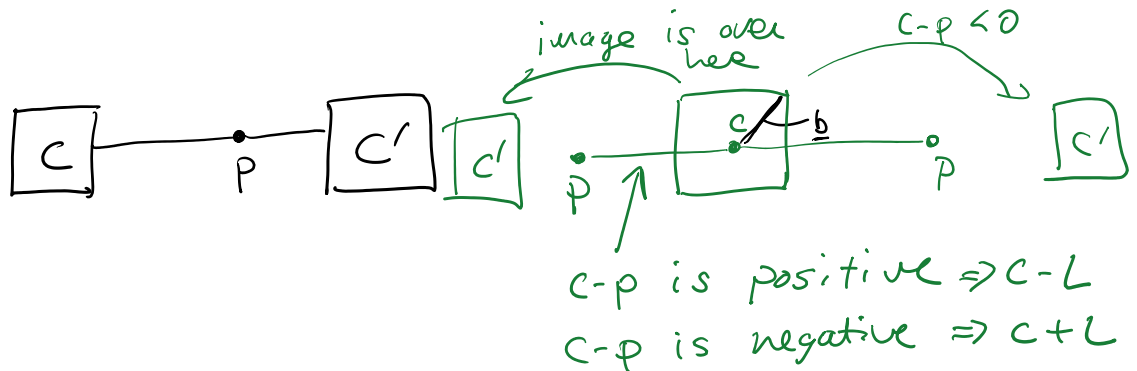 image is over
here
c-p < 0
C
P
C'
C'
P
C
b
P
C'
c-p is positive ⇒ c-L
c-p is negative ⇒ c+L